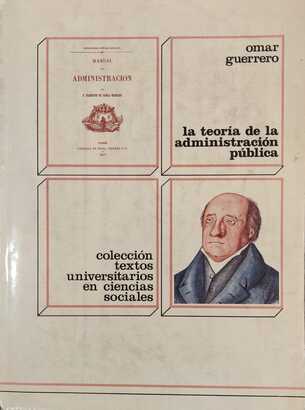 MANUAL
ADMINISTRACION
omar
guerrero
la teoría de la
administración
pública
colección
textos
universitarios
en ciencias
sociales